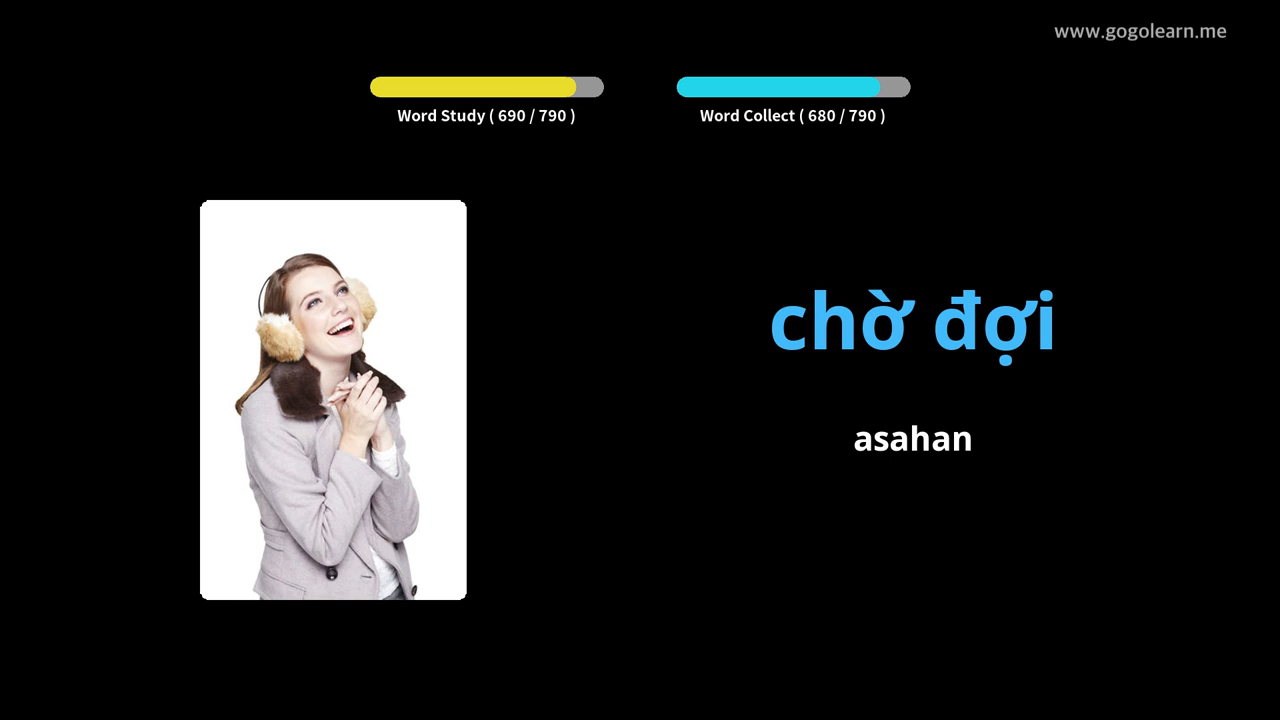 www.gogolearn.me
Word Study ( 690 / 790 )
Word Collect ( 680 / 790 )
chờ đợi
asahan